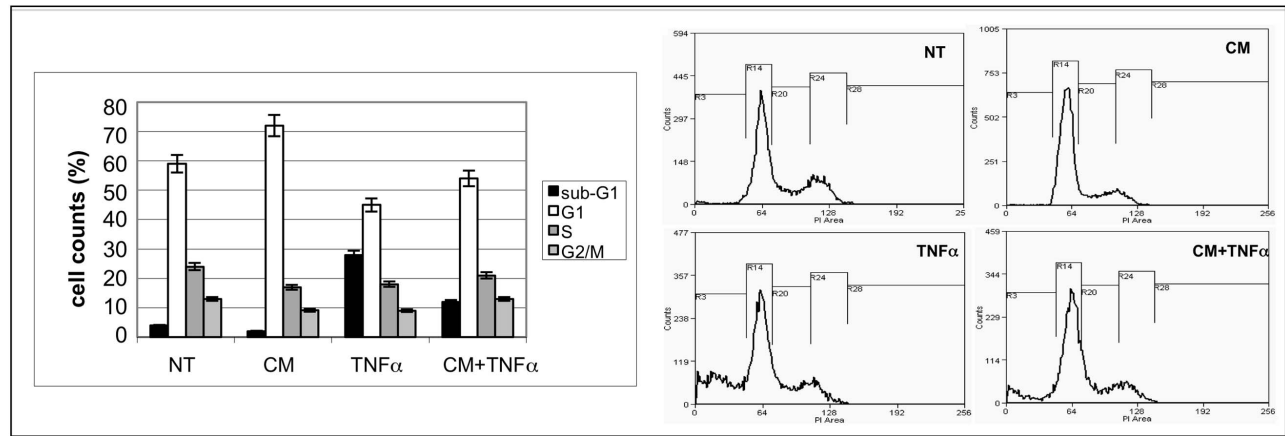 cell counts (%)
80
70
60
50
40
30
20
10
0
NT CM TNFα CM+TNFα
sub-G1
G1
S
G2/M
NT
594
445
297
148
0
Counts
R3 R14 R20 R24 R28
0 64 128 192 25
PI Area
CM
1005
753
502
251
0
Counts
R3 R14 R20 R24 R28
0 64 128 192 256
PI Area
TNFα
477
357
238
119
0
Counts
R3 R14 R20 R24 R28
0 64 128 192 256
PI Area
CM+TNFα
459
344
229
114
0
Counts
R3 R14 R20 R24 R28
0 64 128 192 256
PI Area